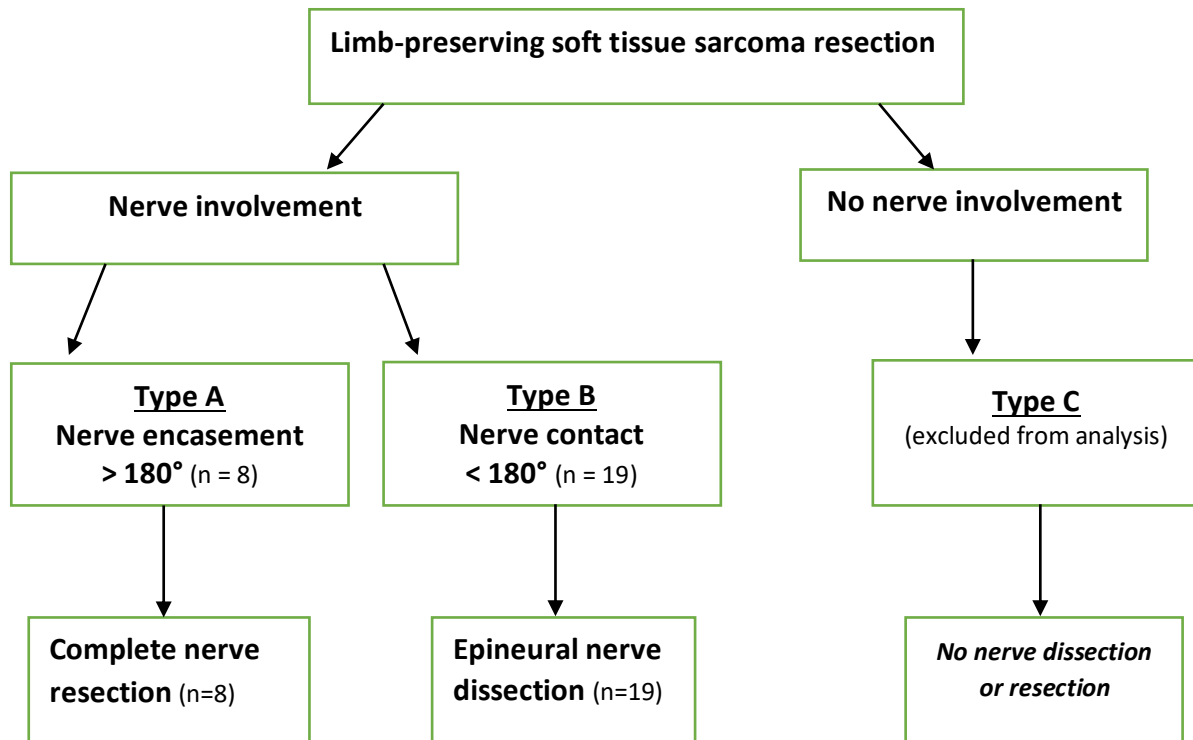 Limb-preserving soft tissue sarcoma resection
Nerve involvement
No nerve involvement
Type A
Nerve encasement
> 180° (n = 8)
Type B
Nerve contact
< 180° (n = 19)
Type C
(excluded from analysis)
Complete nerve
resection (n=8)
Epineural nerve
dissection (n=19)
No nerve dissection
or resection